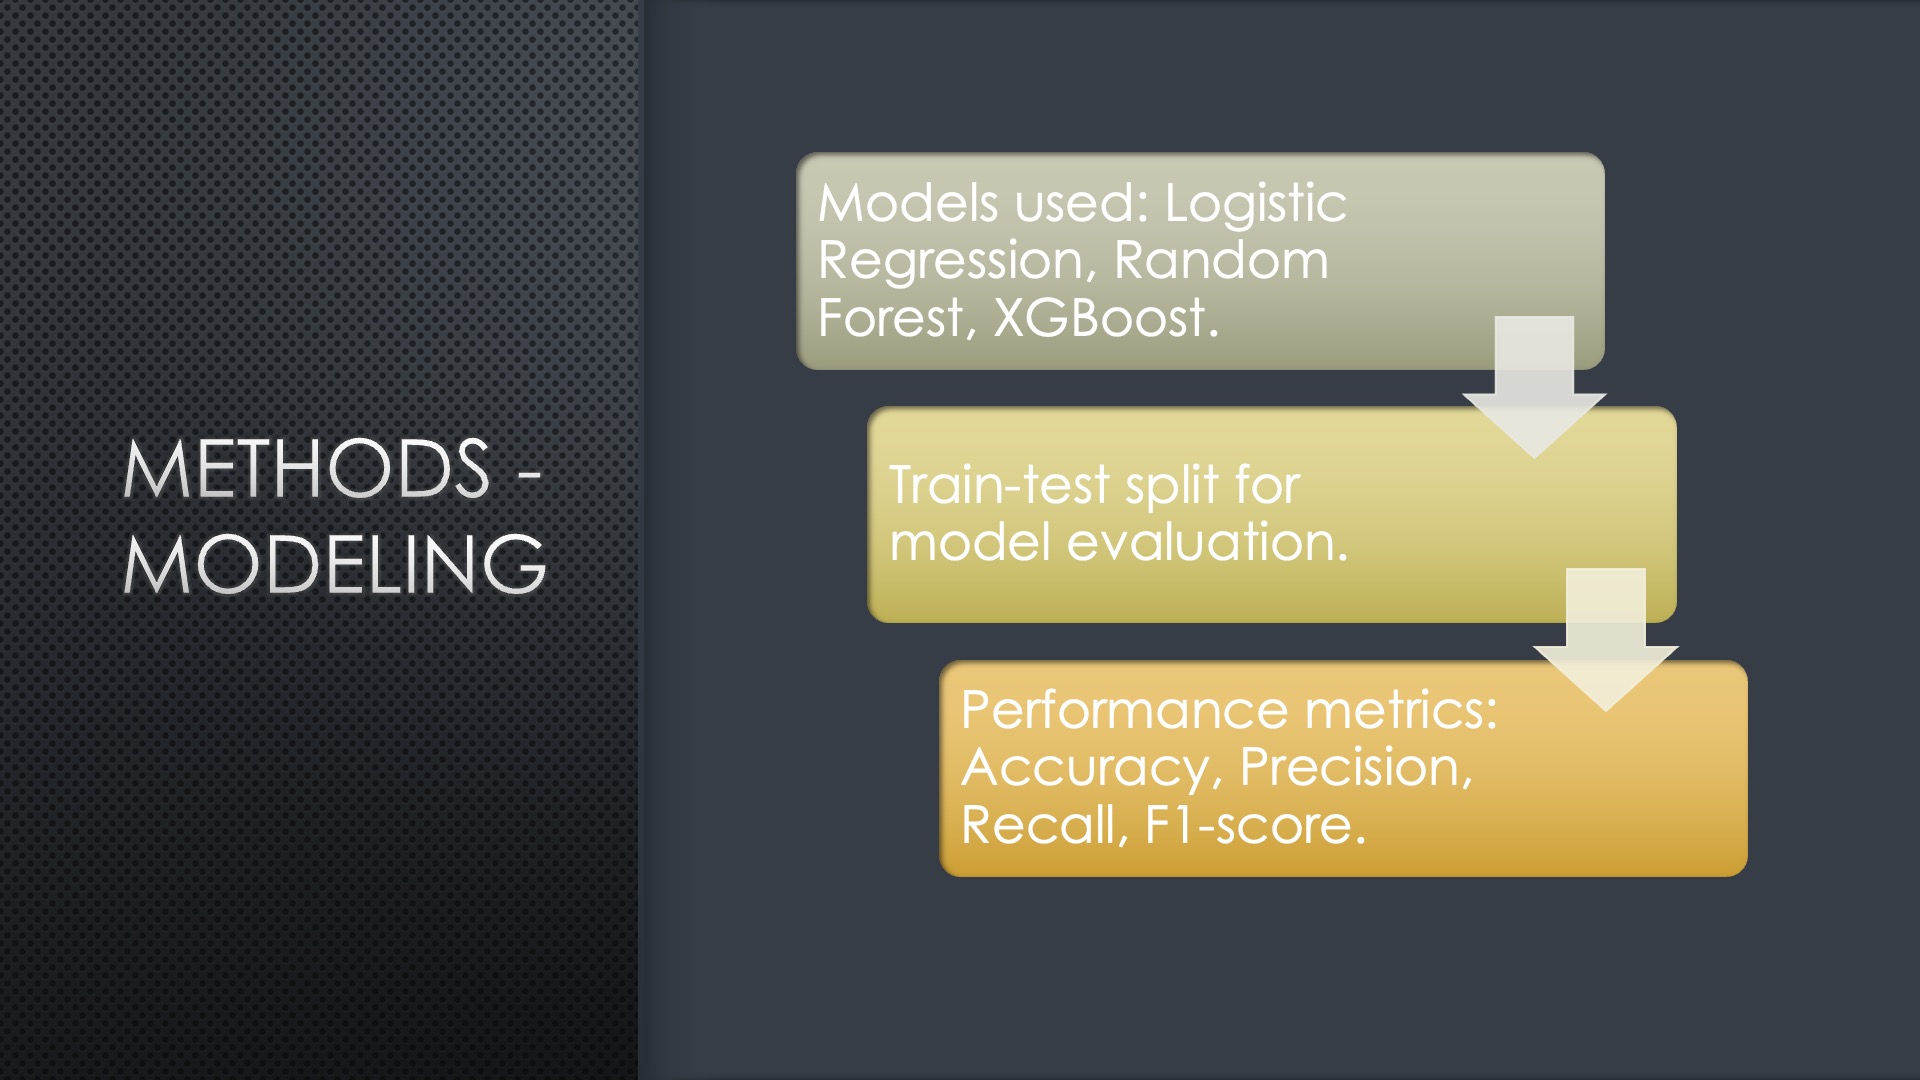 METHODS -
MODELING
Models used: Logistic
Regression, Random
Forest, XGBoost.
Train-test split for
model evaluation.
Performance metrics:
Accuracy, Precision,
Recall, F1-score.